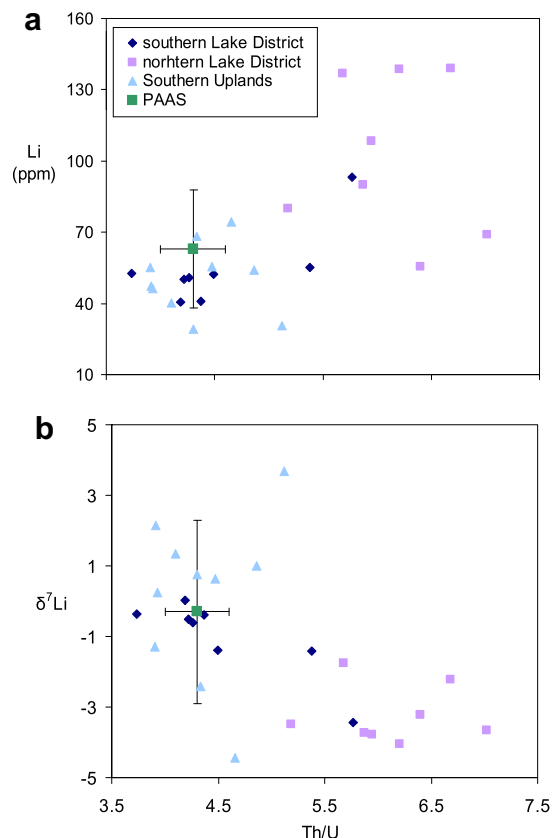 a
160
130
100
70
40
10
Li
(ppm)
southern Lake District
norhtern Lake District
Southern Uplands
PAAS
b
5
3
1
-1
-3
-5
δ⁷Li
3.5 4.5 5.5 6.5 7.5
Th/U